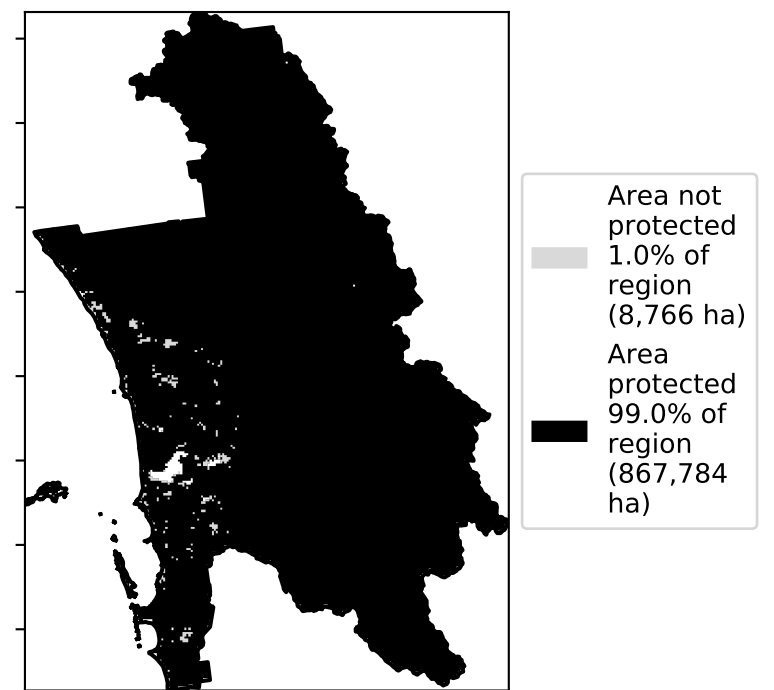 Area not
protected
1.0% of
region
(8,766 ha)
Area
protected
99.0% of
region
(867,784
ha)